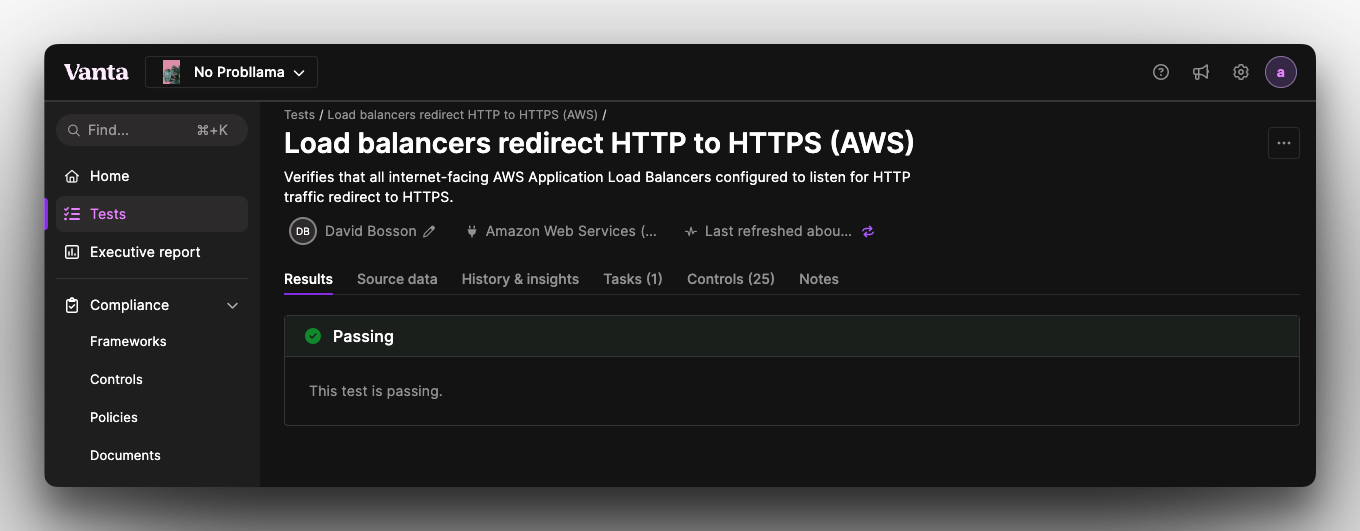 Vanta
No Probllama
a
Find...
⌘+K
Home
Tests
Executive report
Compliance
Frameworks
Controls
Policies
Documents
Tests / Load balancers redirect HTTP to HTTPS (AWS) /
Load balancers redirect HTTP to HTTPS (AWS)
Verifies that all internet-facing AWS Application Load Balancers configured to listen for HTTP
traffic redirect to HTTPS.
DB David Bosson Amazon Web Services (... Last refreshed abou...
Results Source data History & insights Tasks (1) Controls (25) Notes
Passing
This test is passing.